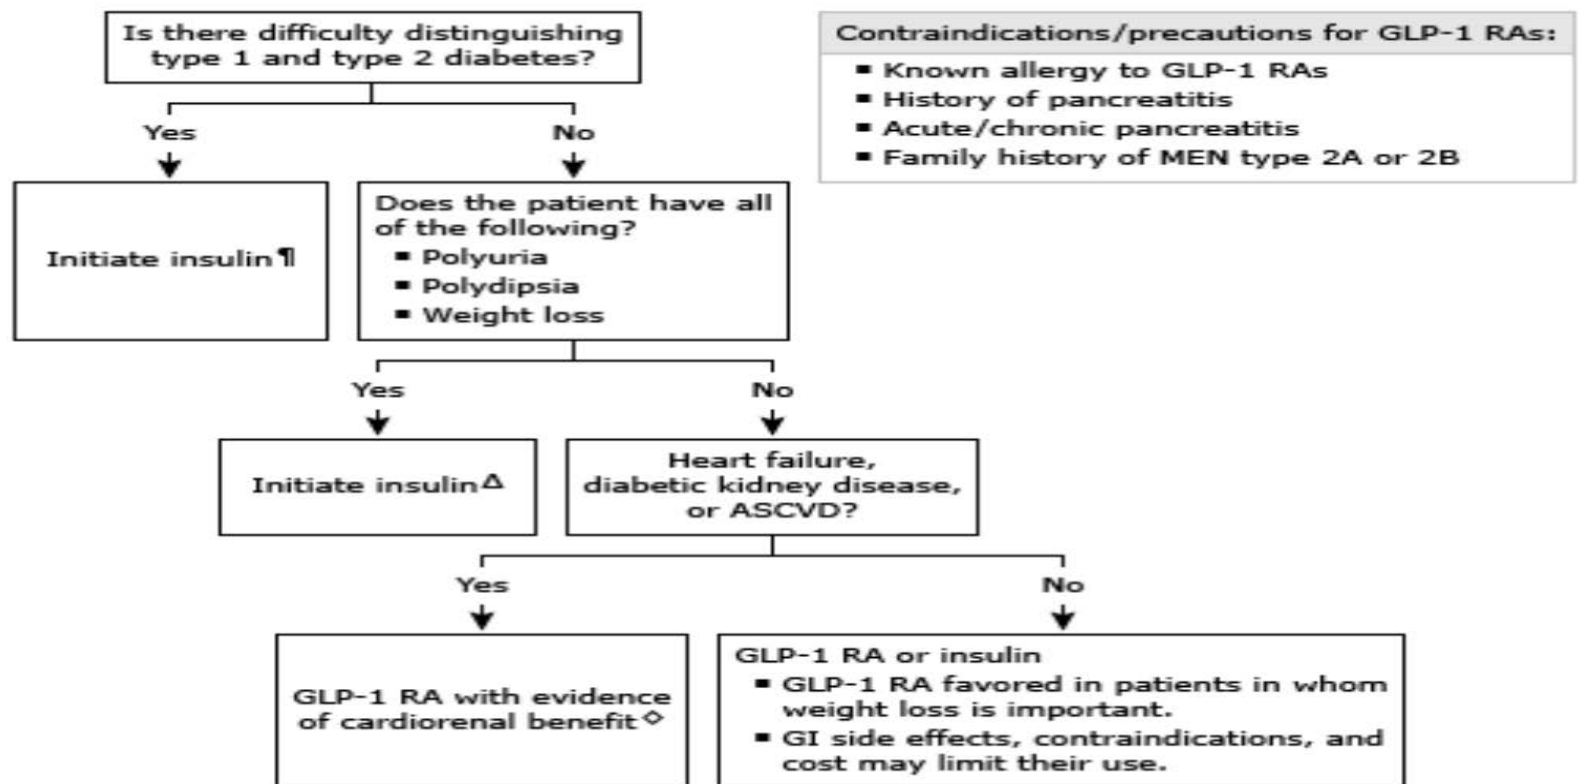 Is there difficulty distinguishing
type 1 and type 2 diabetes?
Contraindications/precautions for GLP-1 RAs:
▪ Known allergy to GLP-1 RAs
▪ History of pancreatitis
▪ Acute/chronic pancreatitis
▪ Family history of MEN type 2A or 2B
Yes
No
Initiate insulin¶
Does the patient have all
of the following?
▪ Polyuria
▪ Polydipsia
▪ Weight loss
Yes
No
Initiate insulinΔ
Heart failure,
diabetic kidney disease,
or ASCVD?
Yes
No
GLP-1 RA with evidence
of cardiorenal benefit◇
GLP-1 RA or insulin
▪ GLP-1 RA favored in patients in whom
weight loss is important.
▪ GI side effects, contraindications, and
cost may limit their use.